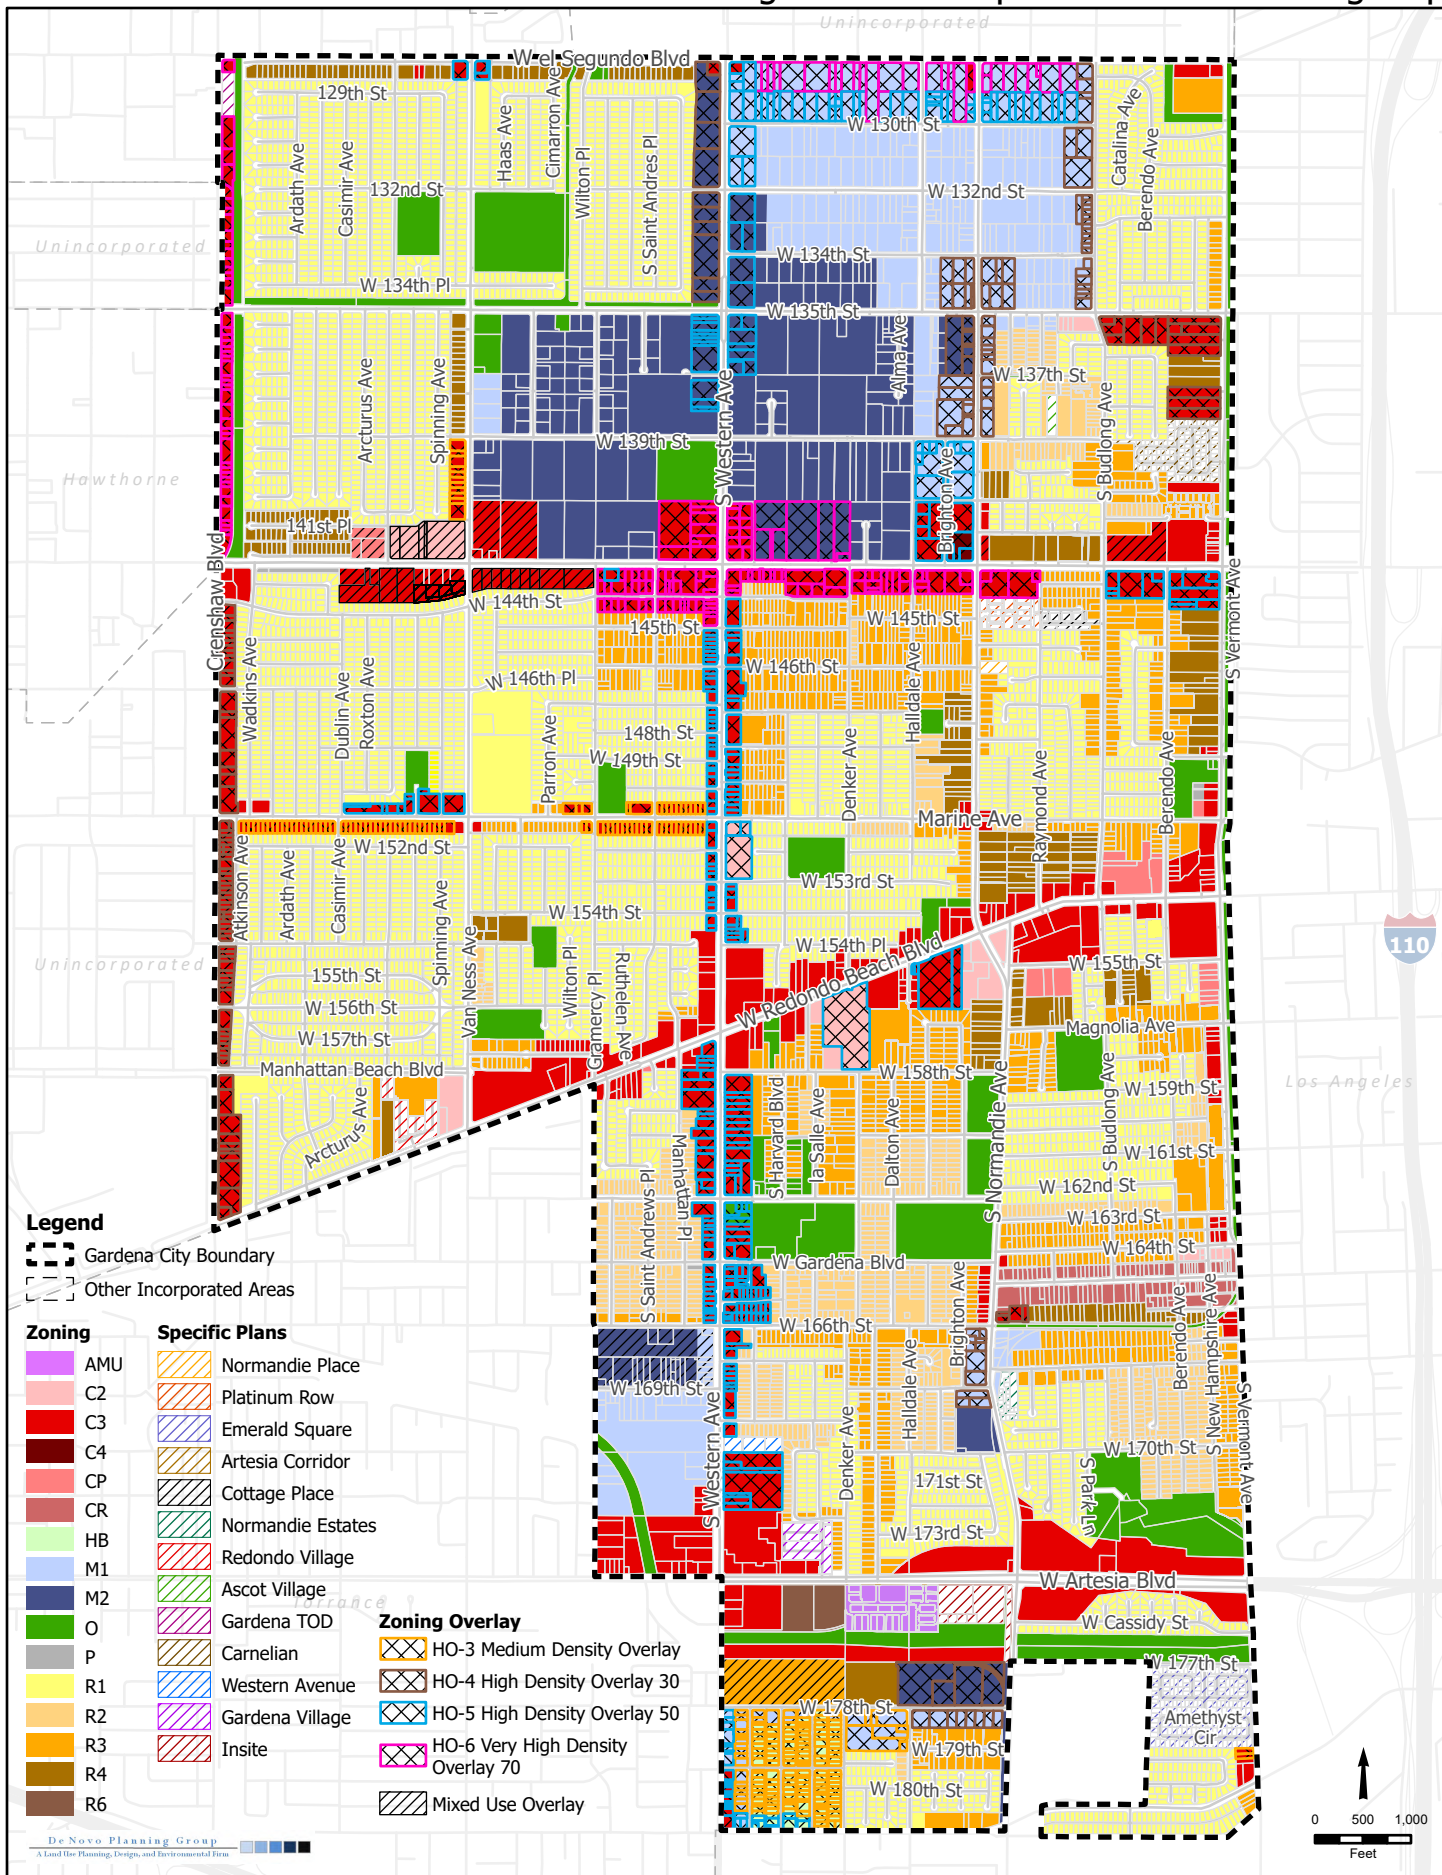 Unincorporated
W el Segundo Blvd
129th St
W 130th St
Ardath Ave
Casimir Ave
Haas Ave
Cimarron Ave
Wilton Pl
S Saint Andres Pl
Catalina Ave
Berendo Ave
132nd St
W 132nd St
Unincorporated
W 134th St
W 134th Pl
W 135th St
Arcturus Ave
Spinning Ave
S Western Ave
Alma Ave
W 137th St
S Budlong Ave
W 139th St
Hawthorne
Brighton Ave
141st Pl
Crenshaw Blvd
W 144th St
145th St
W 145th St
S Vermont Ave
Wadkins Ave
Dublin Ave
Roxton Ave
W 146th Pl
W 146th St
Halldale Ave
148th St
W 149th St
Parron Ave
Denker Ave
Raymond Ave
Berendo Ave
Marine Ave
W 152nd St
Atkinson Ave
Ardath Ave
Casimir Ave
Spinning Ave
W 153rd St
W 154th St
W 154th Pl
110
Unincorporated
155th St
Van Ness Ave
Wilton Pl
Gramercy Pl
Ruthelen Ave
W Redondo Beach Blvd
W 155th St
W 156th St
W 157th St
Magnolia Ave
Manhattan Beach Blvd
W 158th St
W 159th St
Los Angeles
Arcturus Ave
S Harvard Blvd
la Salle Ave
Dalton Ave
S Normandie Ave
S Budlong Ave
Manhattan Pl
S Saint Andrews Pl
W 161st St
W 162nd St
W 163rd St
W 164th St
W Gardena Blvd
Brighton Ave
W 166th St
Halldale Ave
Berendo Ave
S New Hampshire Ave
S Vermont Ave
W 169th St
S Western Ave
Denker Ave
W 170th St
171st St
S Park Ln
W 173rd St
W Artesia Blvd
W Cassidy St
Torrance
W 177th St
W 178th St
Amethyst
Cir
W 179th St
W 180th St
Legend
Gardena City Boundary
Other Incorporated Areas
Zoning
AMU
C2
C3
C4
CP
CR
HB
M1
M2
O
P
R1
R2
R3
R4
R6
Specific Plans
Normandie Place
Platinum Row
Emerald Square
Artesia Corridor
Cottage Place
Normandie Estates
Redondo Village
Ascot Village
Gardena TOD
Carnelian
Western Avenue
Gardena Village
Insite
Zoning Overlay
HO-3 Medium Density Overlay
HO-4 High Density Overlay 30
HO-5 High Density Overlay 50
HO-6 Very High Density
Overlay 70
Mixed Use Overlay
0 500 1,000
Feet
De Novo Planning Group
A Land Use Planning, Design, and Environmental Firm